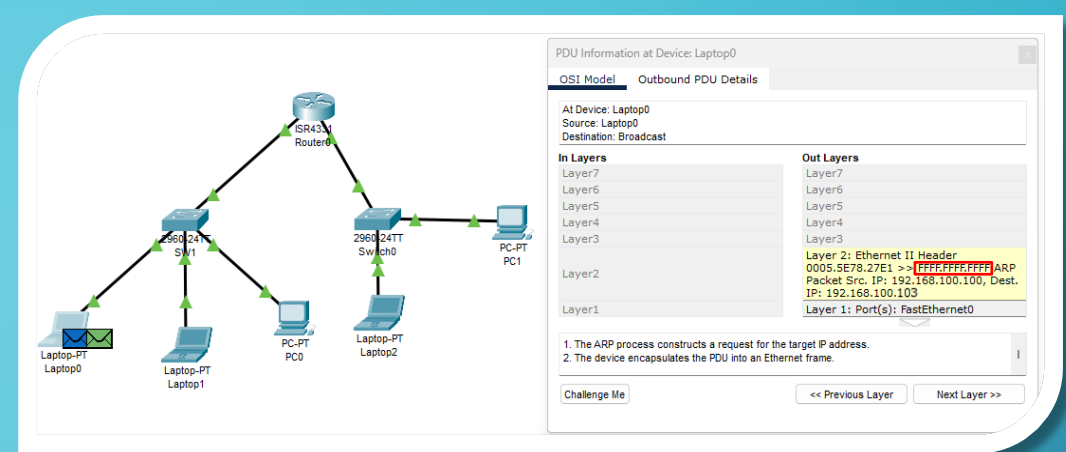 PDU Information at Device: Laptop0
x
OSI Model Outbound PDU Details
At Device: Laptop0
Source: Laptop0
Destination: Broadcast
In Layers
Layer7
Layer6
Layer5
Layer4
Layer3
Layer2
Layer1
Out Layers
Layer7
Layer6
Layer5
Layer4
Layer3
Layer 2: Ethernet II Header
0005.5E78.27E1 >> FFFF.FFFF.FFFF ARP
Packet Src. IP: 192.168.100.100, Dest.
IP: 192.168.100.103
Layer 1: Port(s): FastEthernet0
1. The ARP process constructs a request for the target IP address.
2. The device encapsulates the PDU into an Ethernet frame.
Challenge Me
<< Previous Layer
Next Layer >>
ISR4331
Router0
2960-24TT
SW1
2960-24TT
Switch0
PC-PT
PC1
Laptop-PT
Laptop0
Laptop-PT
Laptop1
PC-PT
PC0
Laptop-PT
Laptop2